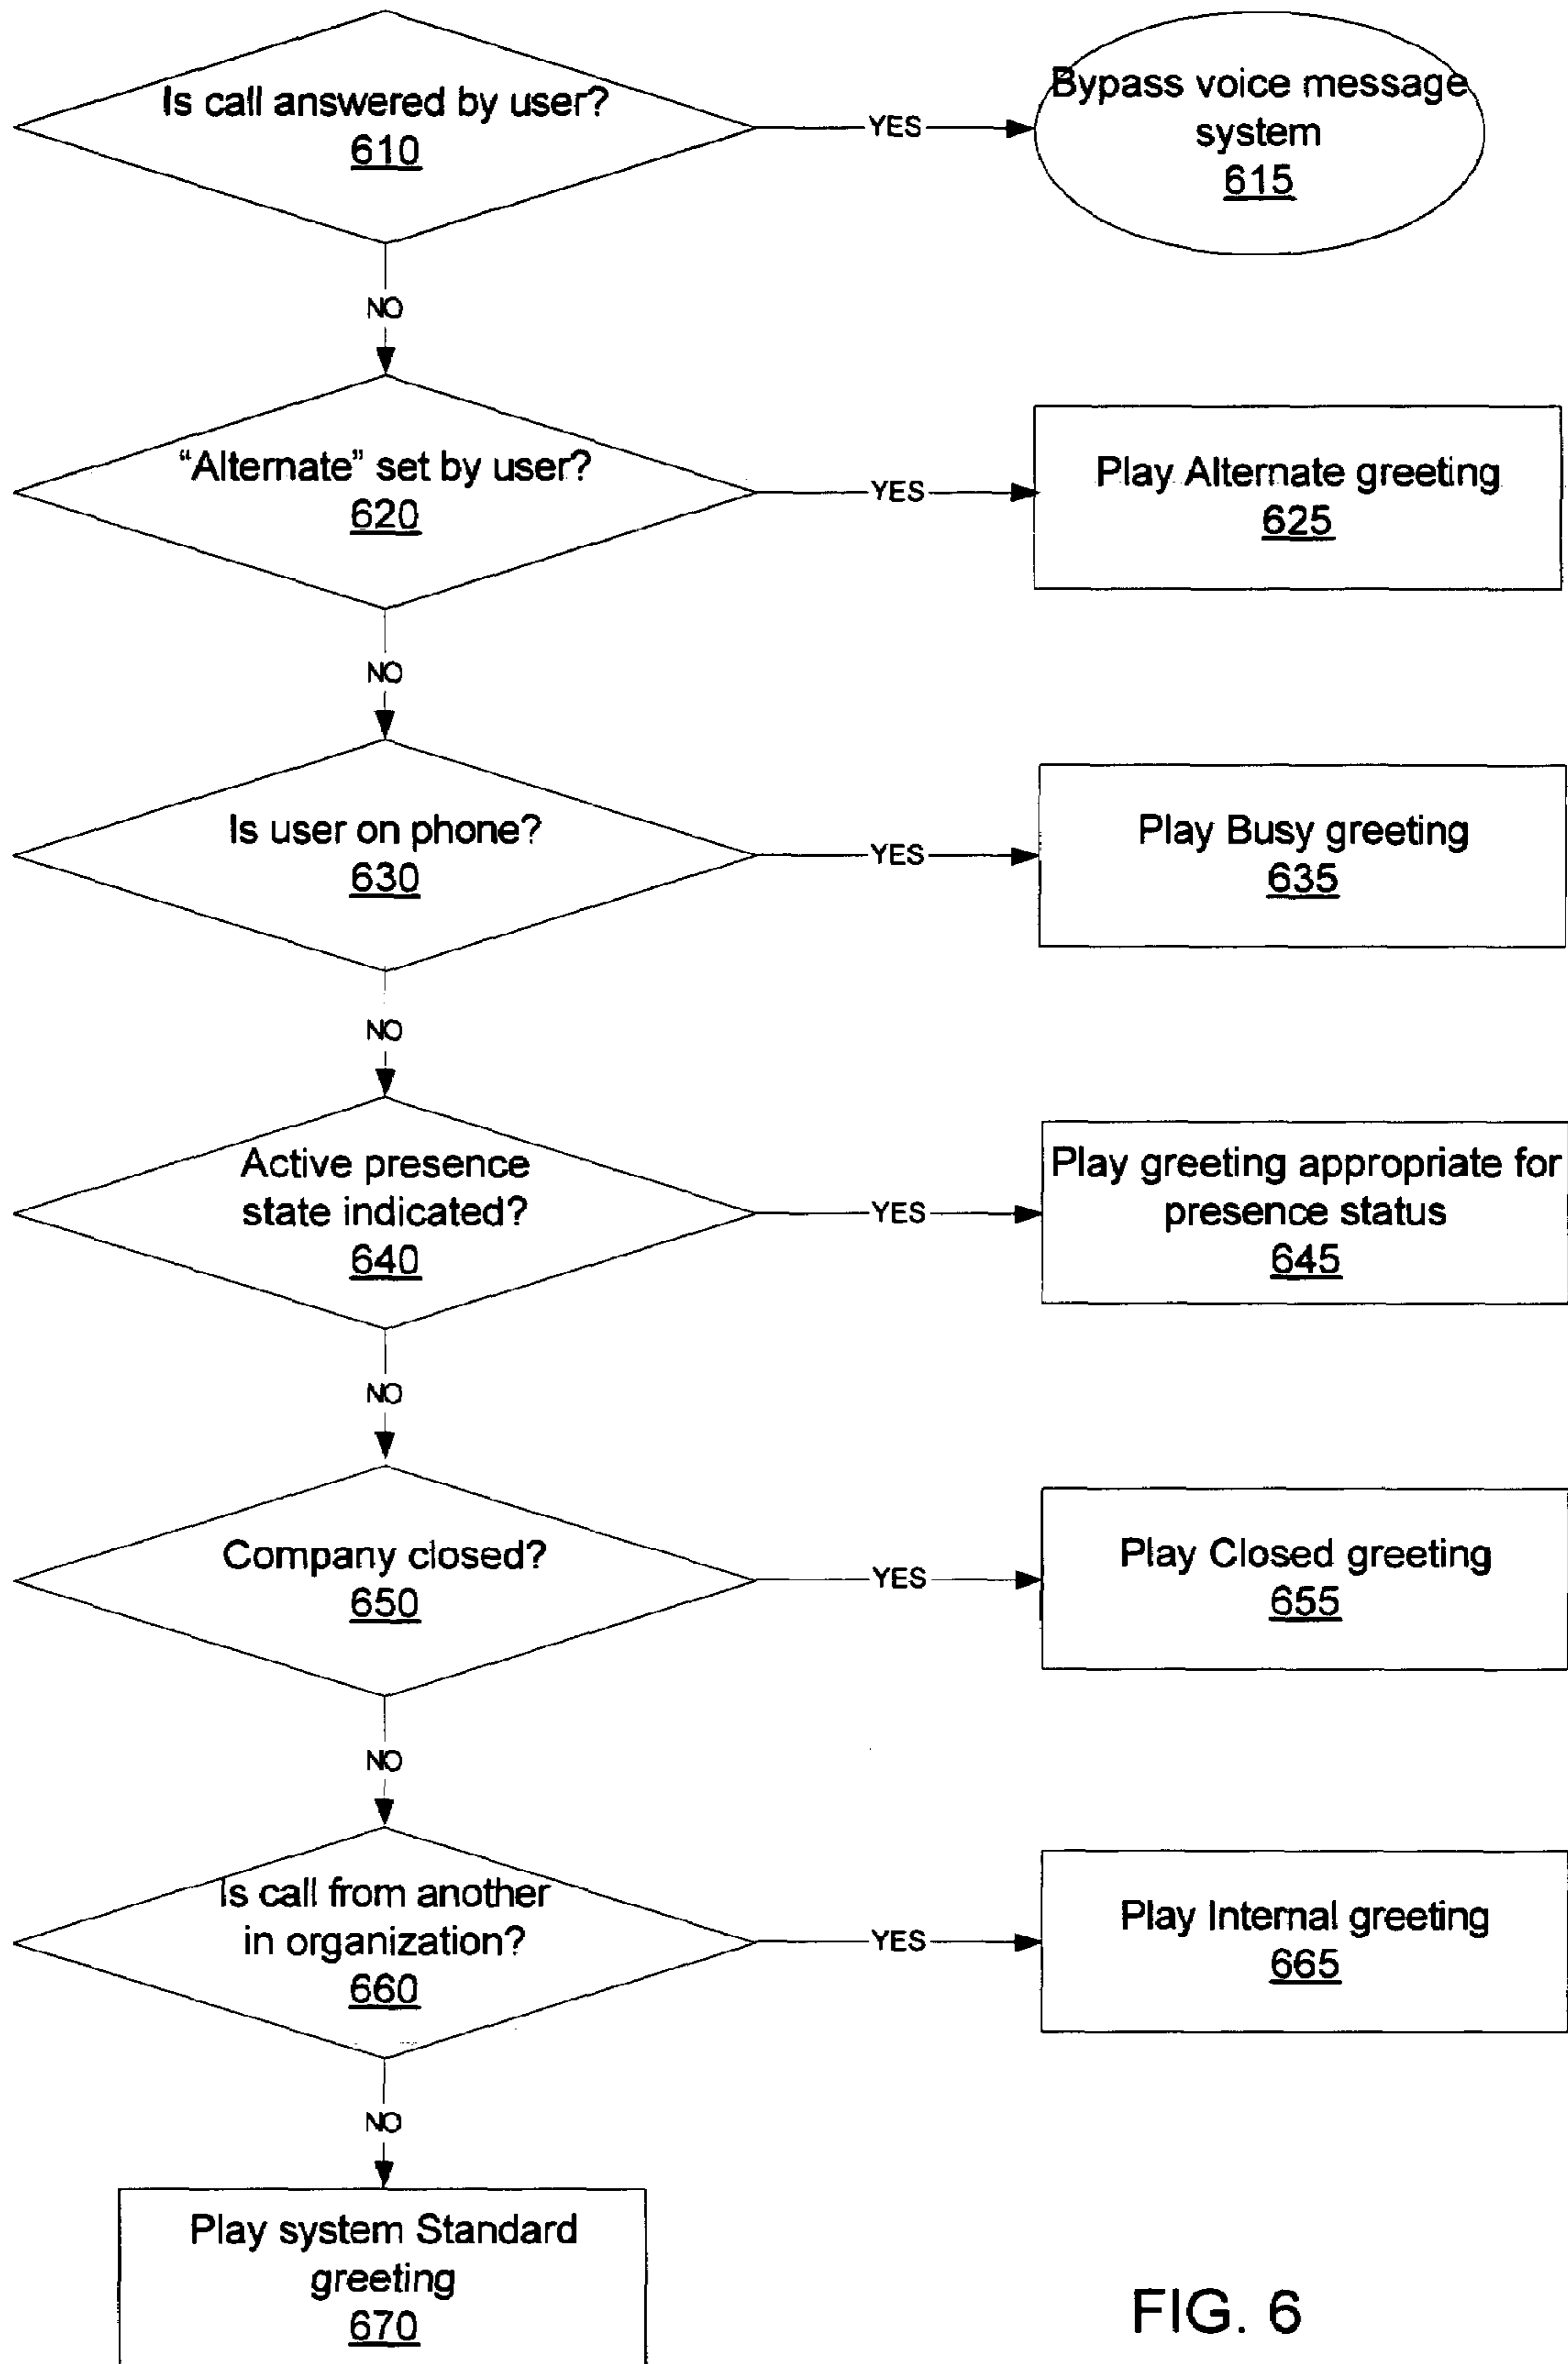 Is call answered by user?
610
YES
Bypass voice message
system
615
NO
“Alternate” set by user?
620
YES
Play Alternate greeting
625
NO
Is user on phone?
630
YES
Play Busy greeting
635
NO
Active presence
state indicated?
640
YES
Play greeting appropriate for
presence status
645
NO
Company closed?
650
YES
Play Closed greeting
655
NO
Is call from another
in organization?
660
YES
Play Internal greeting
665
NO
Play system Standard
greeting
670
FIG. 6